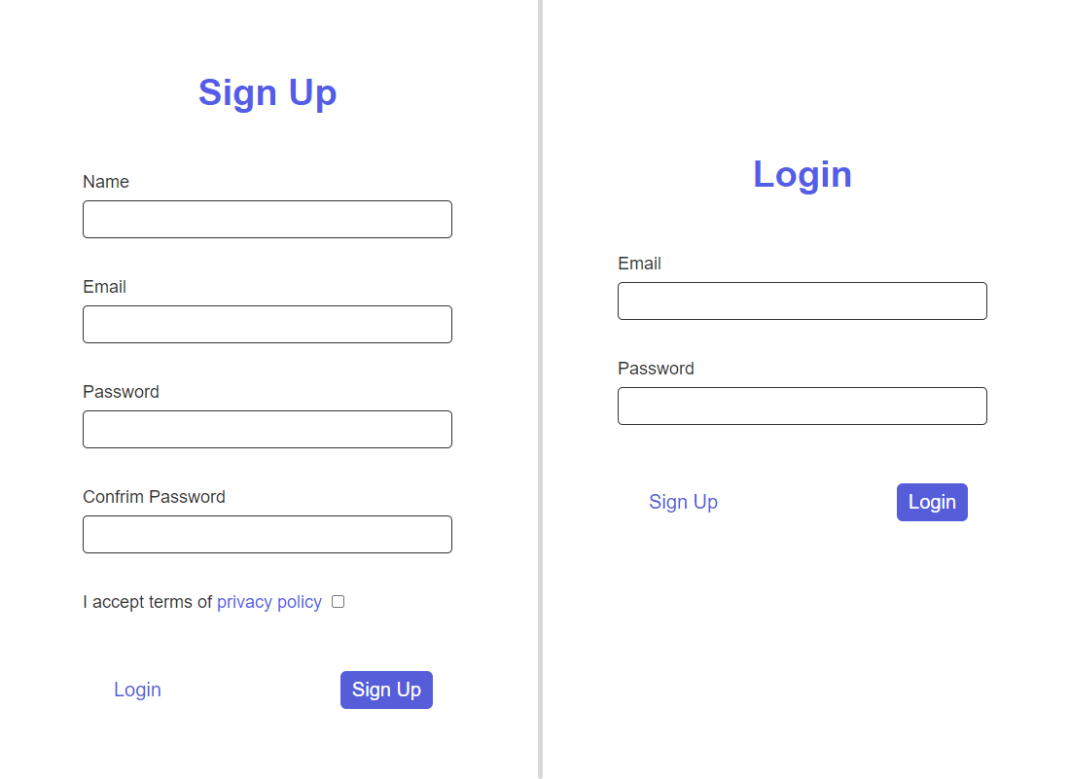 Sign Up
Name
Email
Password
Confrim Password
I accept terms of privacy policy
Login
Sign Up
Login
Email
Password
Sign Up
Login